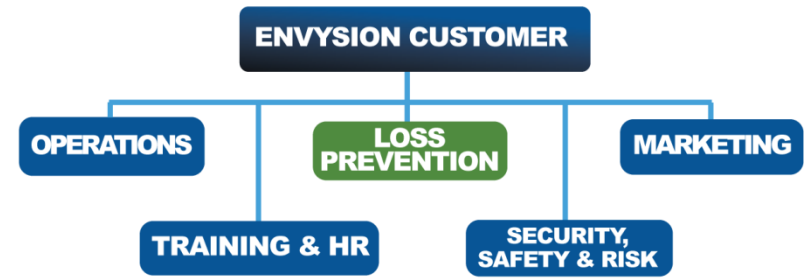 ENVYSION CUSTOMER
OPERATIONS
LOSS
PREVENTION
MARKETING
TRAINING & HR
SECURITY,
SAFETY & RISK